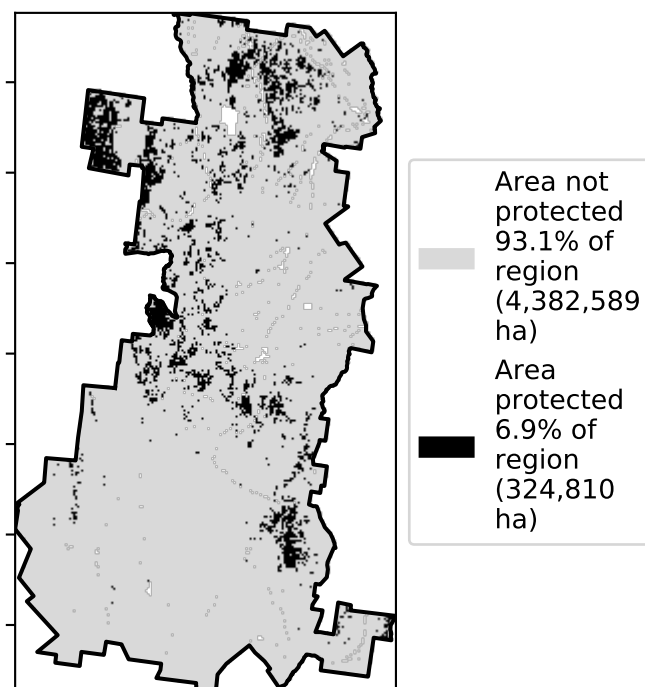 Area not
protected
93.1% of
region
(4,382,589
ha)
Area
protected
6.9% of
region
(324,810
ha)